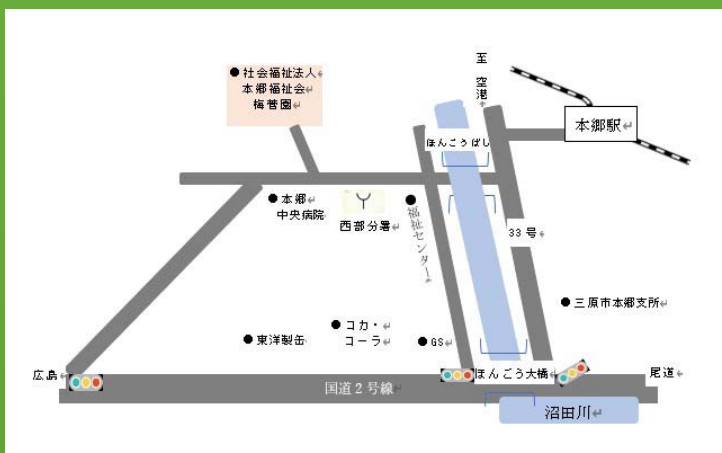 至
空港
●社会福祉法人
本郷福祉会
梅菅園
本郷駅
ほんごうばし
●本郷
中央病院
西部分署
●福祉センター
33号
●三原市本郷支所
●コカ・
コーラ
●東洋製缶
●GS
広島
ほんごう大橋
尾道
国道2号線
沼田川